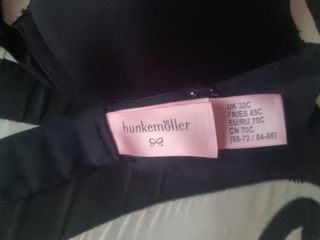 hunkemöller
UK 32C
FR/ES 85C
EU/RU 70C
CN 70C
(68-72 / 84-86)